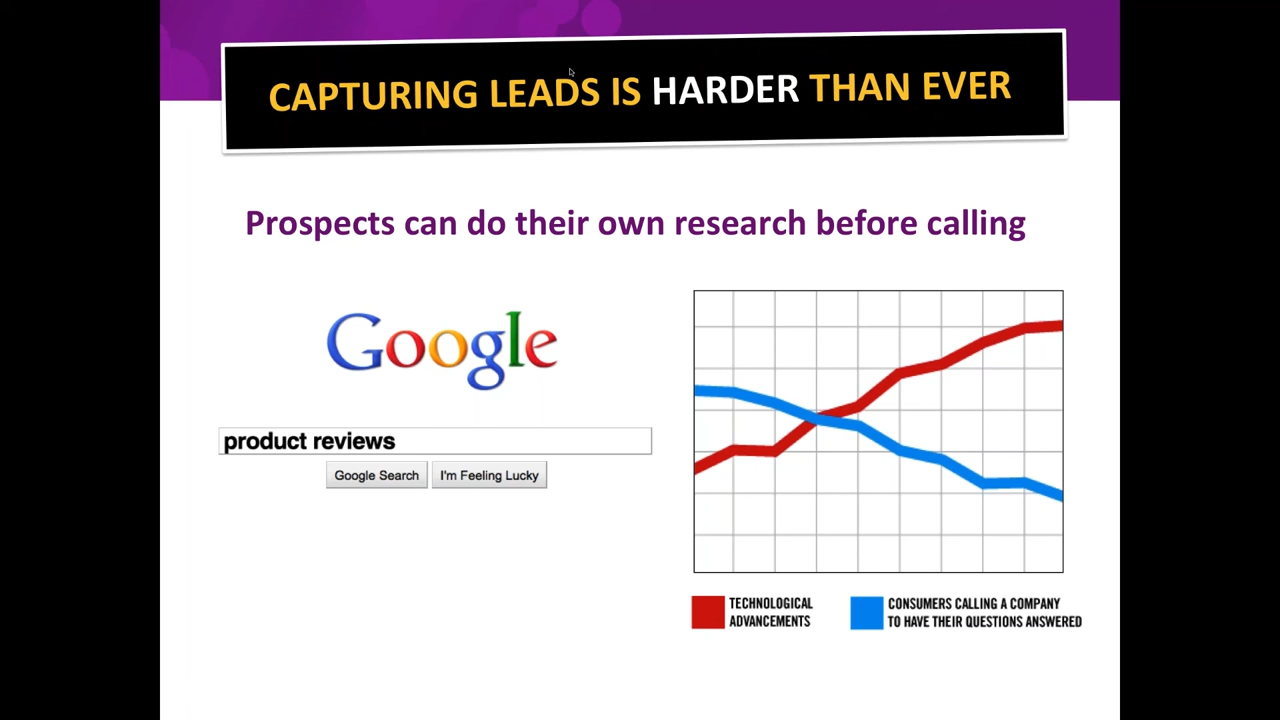 CAPTURING LEADS IS HARDER THAN EVER
Prospects can do their own research before calling
Google
product reviews
Google Search
I'm Feeling Lucky
TECHNOLOGICAL
ADVANCEMENTS
CONSUMERS CALLING A COMPANY
TO HAVE THEIR QUESTIONS ANSWERED